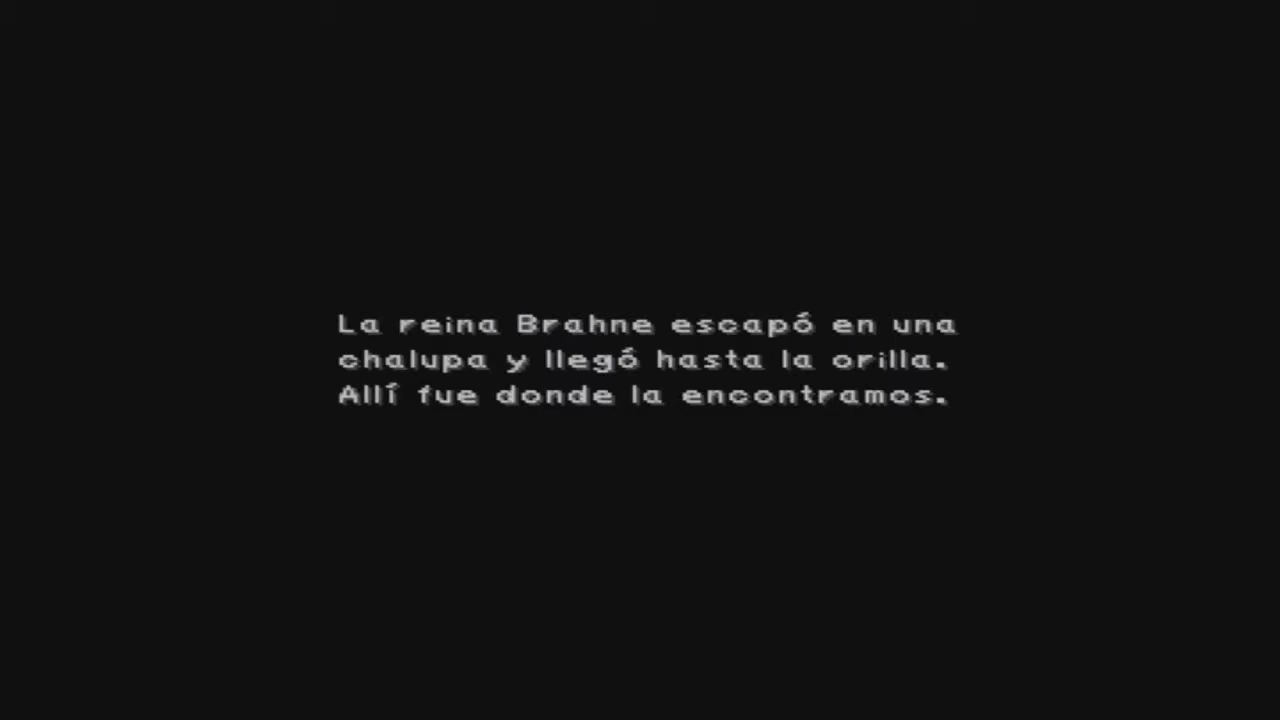 La reina Brahne escapó en una
chalupa y llegó hasta la orilla.
Allí fue donde la encontramos.